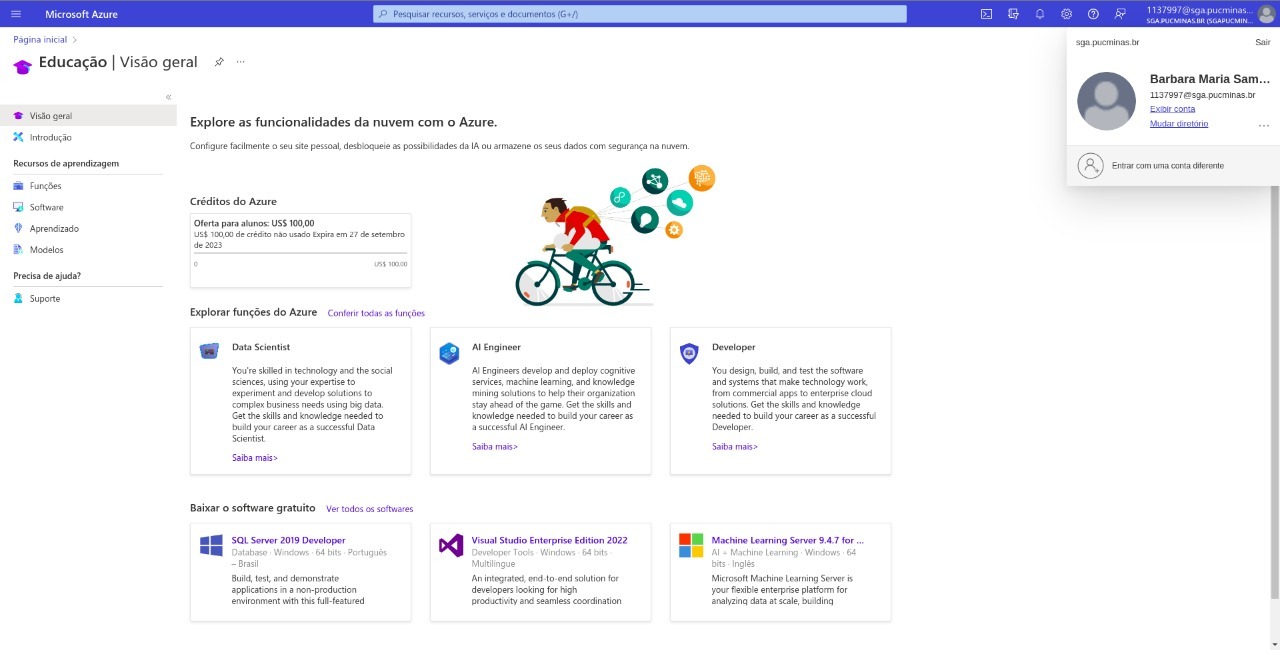 Microsoft Azure
Pesquisar recursos, serviços e documentos (G+/)
1137997@sga.pucminas...
SGA.PUCMINAS.BR (SGAPUCMIN...
Página inicial
Educação | Visão geral
sga.pucminas.br
Sair
Barbara Maria Sam...
1137997@sga.pucminas.br
Exibir conta
Mudar diretório
Entrar com uma conta diferente
Visão geral
Introdução
Recursos de aprendizagem
Funções
Software
Aprendizado
Modelos
Precisa de ajuda?
Suporte
Explore as funcionalidades da nuvem com o Azure.
Configure facilmente o seu site pessoal, desbloqueie as possibilidades da IA ou armazene os seus dados com segurança na nuvem.
Créditos do Azure
Oferta para alunos: US$ 100,00
US$ 100,00 de crédito não usado Expira em 27 de setembro
de 2023
0
US$ 100.00
Explorar funções do Azure
Conferir todas as funções
Data Scientist
You're skilled in technology and the social
sciences, using your expertise to
experiment and develop solutions to
complex business needs using big data.
Get the skills and knowledge needed to
build your career as a successful Data
Scientist.
Saiba mais>
AI Engineer
AI Engineers develop and deploy cognitive
services, machine learning, and knowledge
mining solutions to help their organization
stay ahead of the game. Get the skills and
knowledge needed to build your career as
a successful AI Engineer.
Saiba mais>
Developer
You design, build, and test the software
and systems that make technology work,
from commercial apps to enterprise cloud
solutions. Get the skills and knowledge
needed to build your career as a successful
Developer.
Saiba mais>
Baixar o software gratuito
Ver todos os softwares
SQL Server 2019 Developer
Database · Windows · 64 bits · Português
– Brasil
Build, test, and demonstrate
applications in a non-production
environment with this full-featured
Visual Studio Enterprise Edition 2022
Developer Tools · Windows · 64 bits ·
Multilíngue
An integrated, end-to-end solution for
developers looking for high
productivity and seamless coordination
Machine Learning Server 9.4.7 for ...
AI + Machine Learning · Windows · 64
bits · Inglês
Microsoft Machine Learning Server is
your flexible enterprise platform for
analyzing data at scale, building